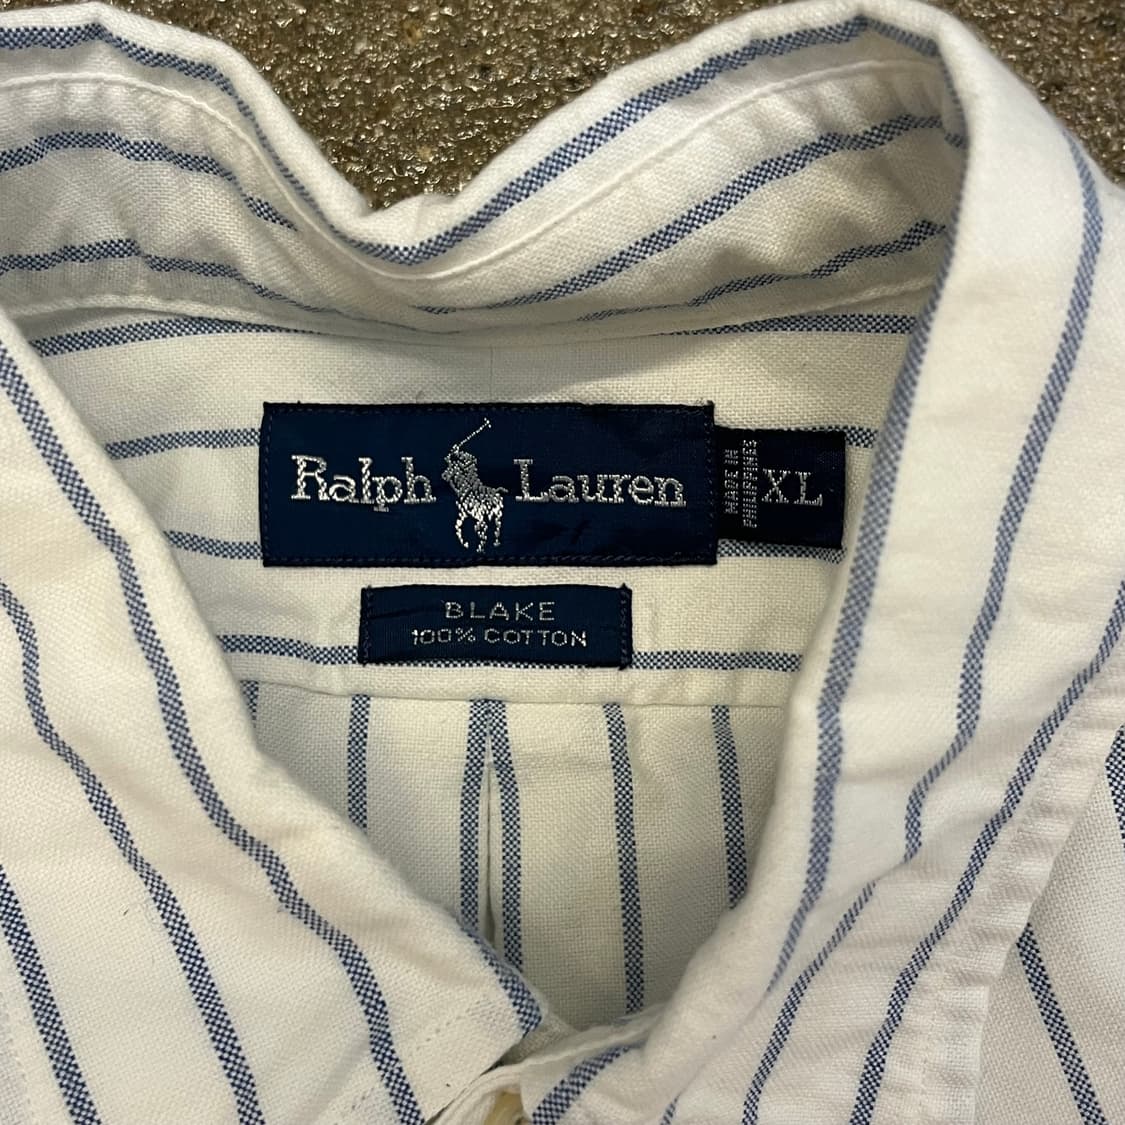 Ralph Lauren
MADE IN
PHILIPPINES
XL
BLAKE
100% COTTON